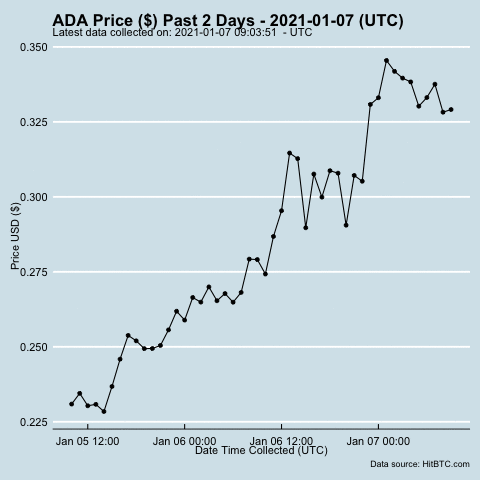 ADA Price ($) Past 2 Days - 2021-01-07 (UTC)
Latest data collected on: 2021-01-07 09:03:51  - UTC
0.350
0.325
0.300
0.275
0.250
0.225
Price USD ($)
Jan 05 12:00
Jan 06 00:00
Jan 06 12:00
Jan 07 00:00
Date Time Collected (UTC)
Data source: HitBTC.com